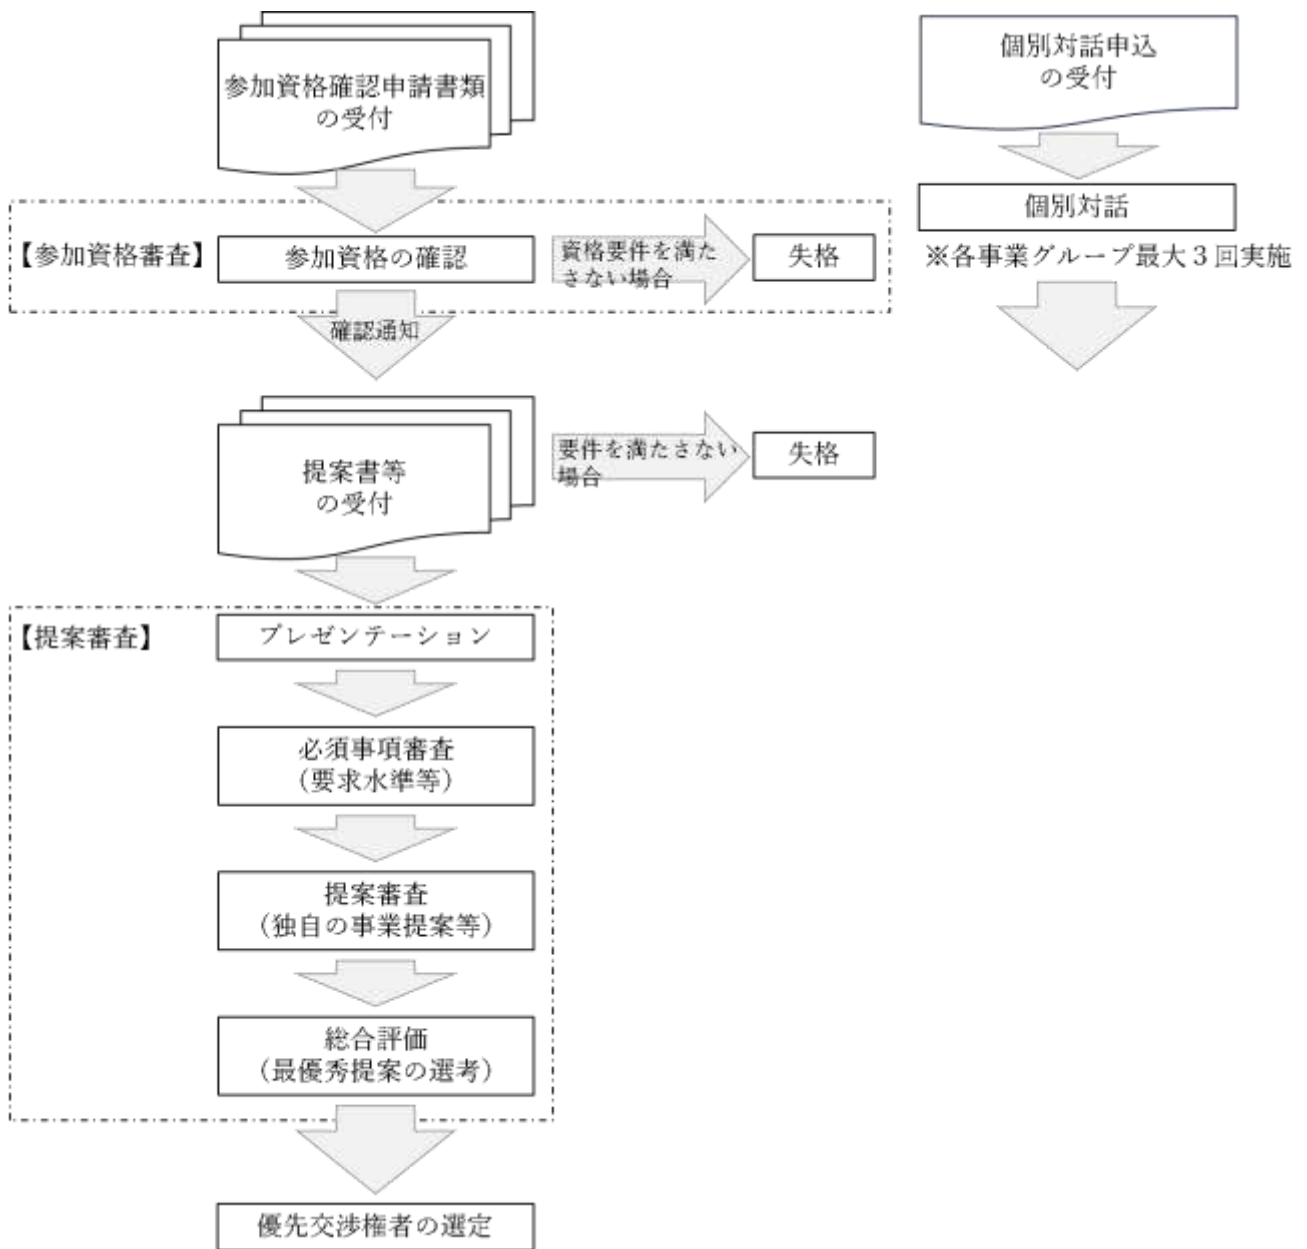 参加資格確認申請書類
の受付
個別対話申込
の受付
個別対話
※各事業グループ最大３回実施
【参加資格審査】
参加資格の確認
資格要件を満た
さない場合
失格
確認通知
提案書等
の受付
要件を満たさない
場合
失格
【提案審査】
プレゼンテーション
必須事項審査
（要求水準等）
提案審査
（独自の事業提案等）
総合評価
（最優秀提案の選考）
優先交渉権者の選定